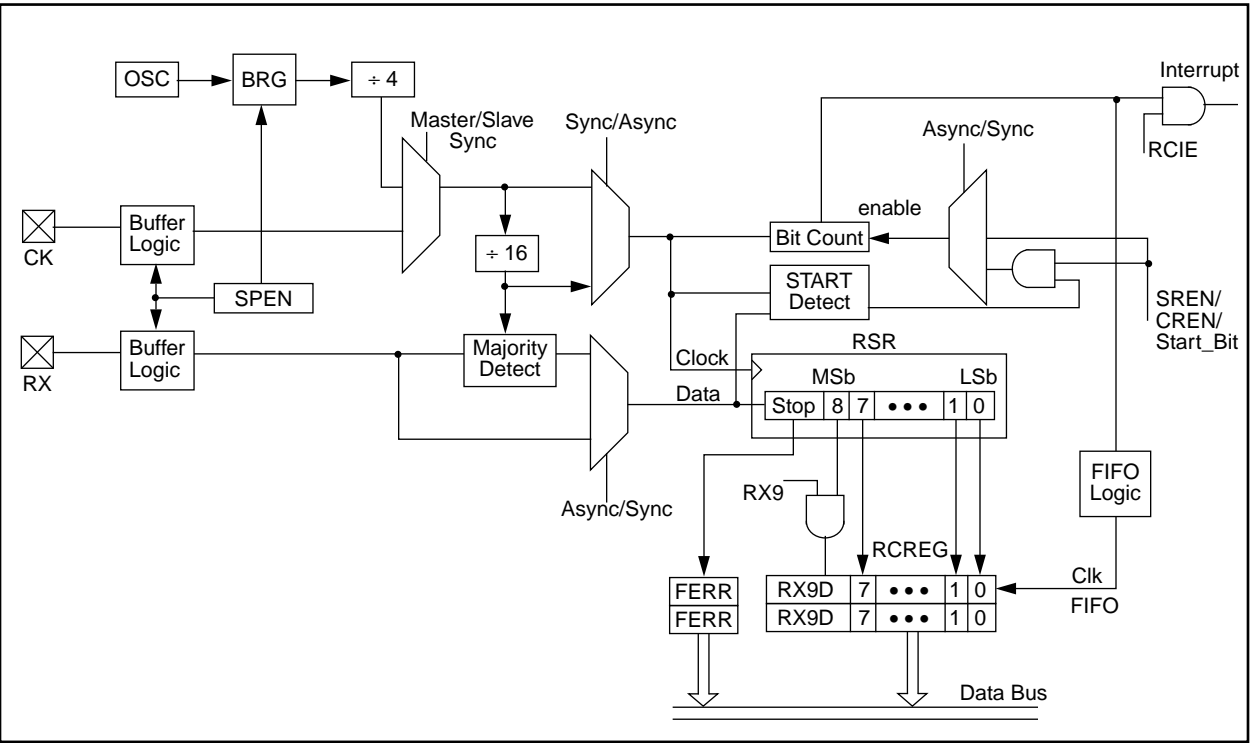 Interrupt
OSC
BRG
÷ 4
Master/Slave
Sync
Sync/Async
Async/Sync
RCIE
CK
Buffer
Logic
÷ 16
enable
Bit Count
SPEN
START
Detect
SREN/
CREN/
Start_Bit
RX
Buffer
Logic
Majority
Detect
RSR
Clock
MSb
LSb
Data
Stop 8 7 ••• 1 0
Async/Sync
RX9
FIFO
Logic
RCREG
Clk
FIFO
FERR
RX9D 7 ••• 1 0
FERR
RX9D 7 ••• 1 0
Data Bus